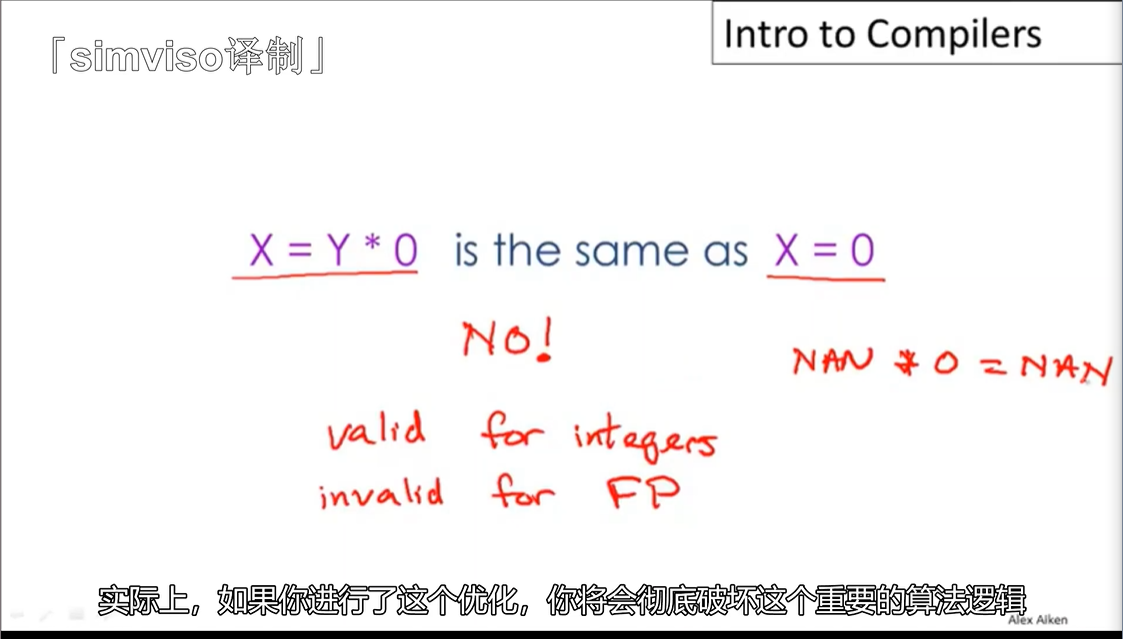 Intro to Compilers
「simviso译制」
X = Y * 0 is the same as X = 0
NO!
NAN * 0 = NAN
valid for integers
invalid for FP
实际上，如果你进行了这个优化，你将会彻底破坏这个重要的算法逻辑
Alex Aiken